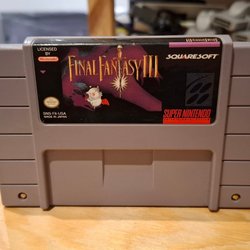 LICENSED BY
Nintendo
FINAL FANTASY III
SQUARESOFT
SNS-F6-USA
MADE IN JAPAN
SUPER NINTENDO